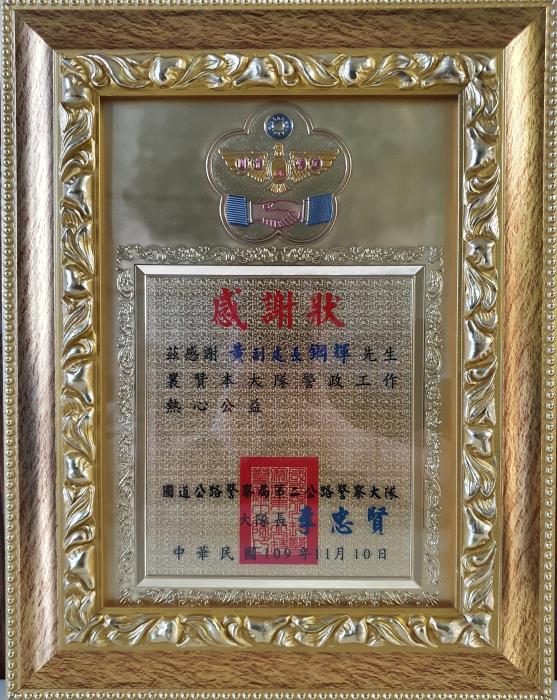 感謝狀
茲感謝 黃副處長鋼輝 先生
襄贊本大隊警政工作
熱心公益
國道公路警察局第二公路警察大隊
大隊長 李忠賢
中華民國109年11月10日